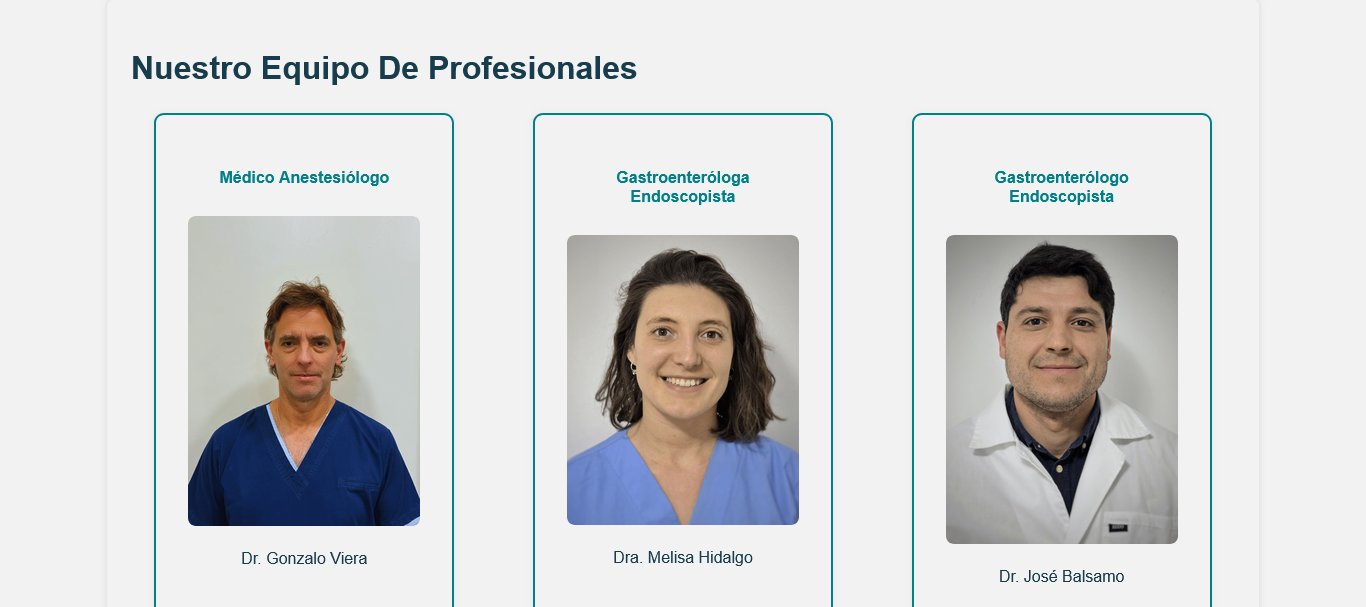 Nuestro Equipo De Profesionales
Médico Anestesiólogo
Dr. Gonzalo Viera
Gastroenteróloga
Endoscopista
Dra. Melisa Hidalgo
Gastroenterólogo
Endoscopista
Dr. José Balsamo